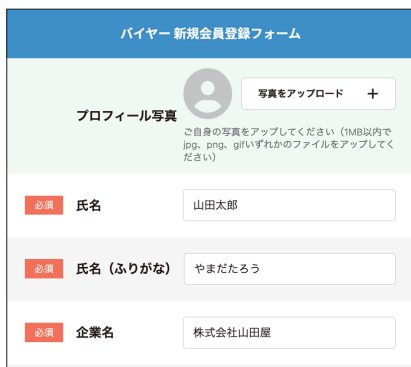 バイヤー 新規会員登録フォーム
写真をアップロード +
プロフィール写真
ご自身の写真をアップしてください（1MB以内で
jpg、png、gifいずれかのファイルをアップしてく
ださい）
必須 氏名 山田太郎
必須 氏名（ふりがな） やまだたろう
必須 企業名 株式会社山田屋